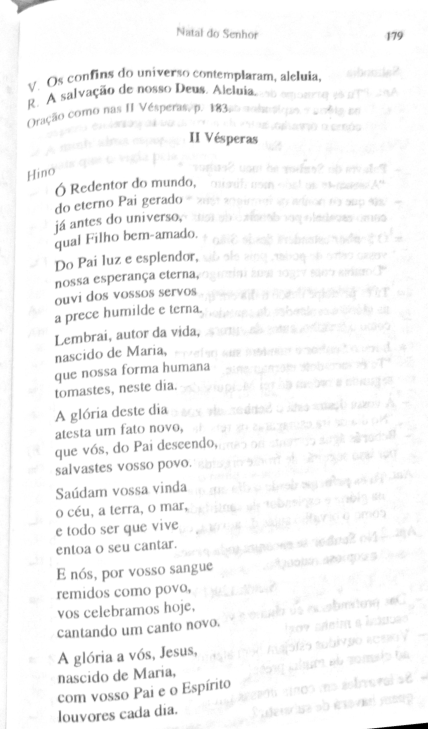 Natal do Senhor
179
V. Os confins do universo contemplaram, aleluia,
R. A salvação de nosso Deus. Aleluia.
Oração como nas II Vésperas, p. 183.
II Vésperas
Hino
Ó Redentor do mundo,
do eterno Pai gerado
já antes do universo,
qual Filho bem-amado.
Do Pai luz e esplendor,
nossa esperança eterna,
ouvi dos vossos servos
a prece humilde e terna.
Lembrai, autor da vida,
nascido de Maria,
que nossa forma humana
tomastes, neste dia.
A glória deste dia
atesta um fato novo,
que vós, do Pai descendo,
salvastes vosso povo.
Saúdam vossa vinda
o céu, a terra, o mar,
e todo ser que vive
entoa o seu cantar.
E nós, por vosso sangue
remidos como povo,
vos celebramos hoje,
cantando um canto novo.
A glória a vós, Jesus,
nascido de Maria,
com vosso Pai e o Espírito
louvores cada dia.